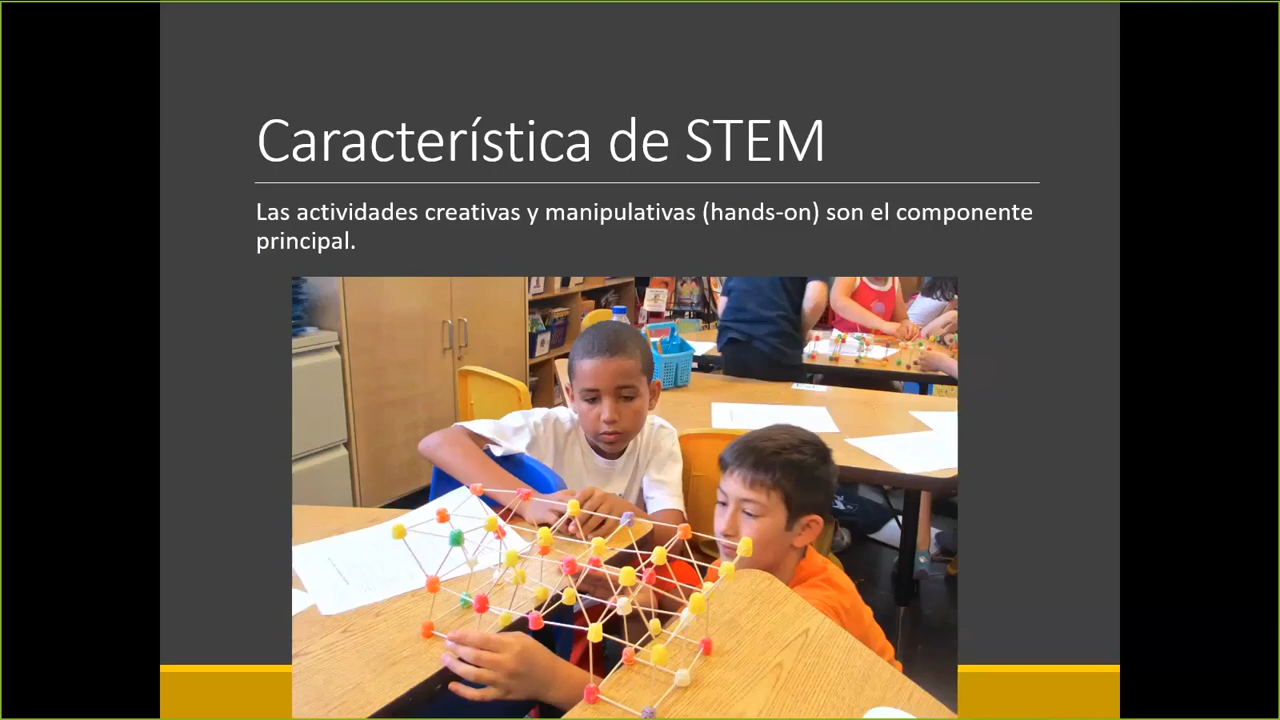 Característica de STEM
Las actividades creativas y manipulativas (hands-on) son el componente
principal.